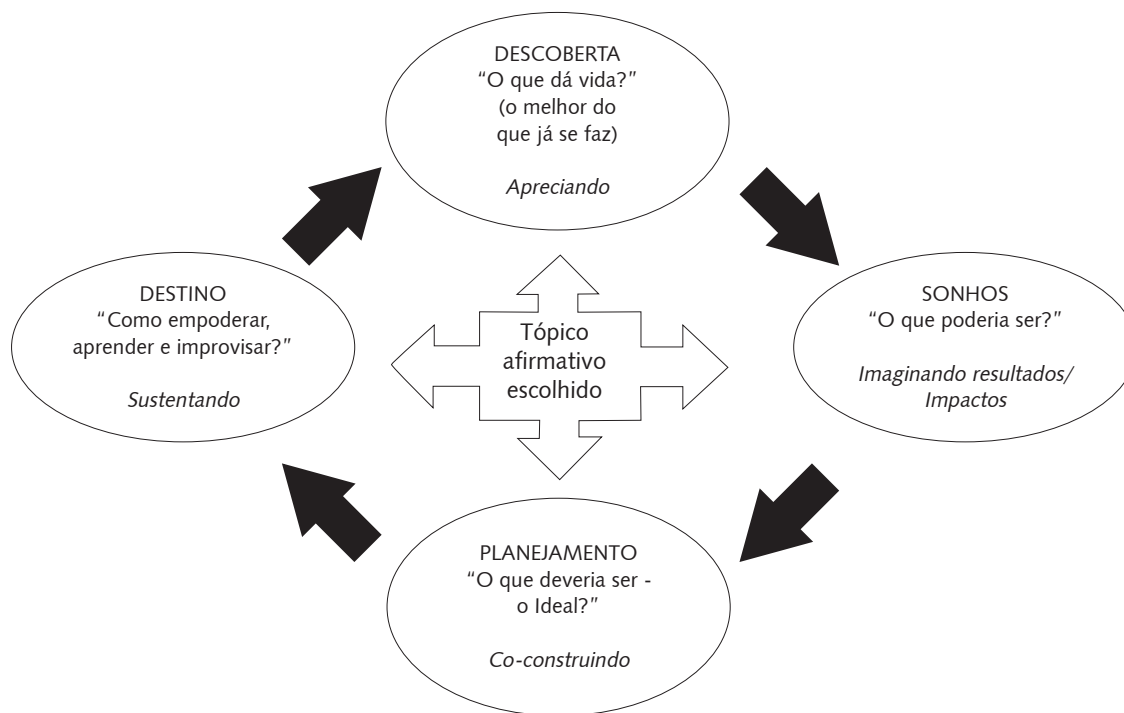 DESCOBERTA
“O que dá vida?”
(o melhor do
que já se faz)
Apreciando
DESTINO
“Como empoderar,
aprender e improvisar?”
Sustentando
Tópico
afirmativo
escolhido
SONHOS
“O que poderia ser?”
Imaginando resultados/
Impactos
PLANEJAMENTO
“O que deveria ser -
o Ideal?”
Co-construindo